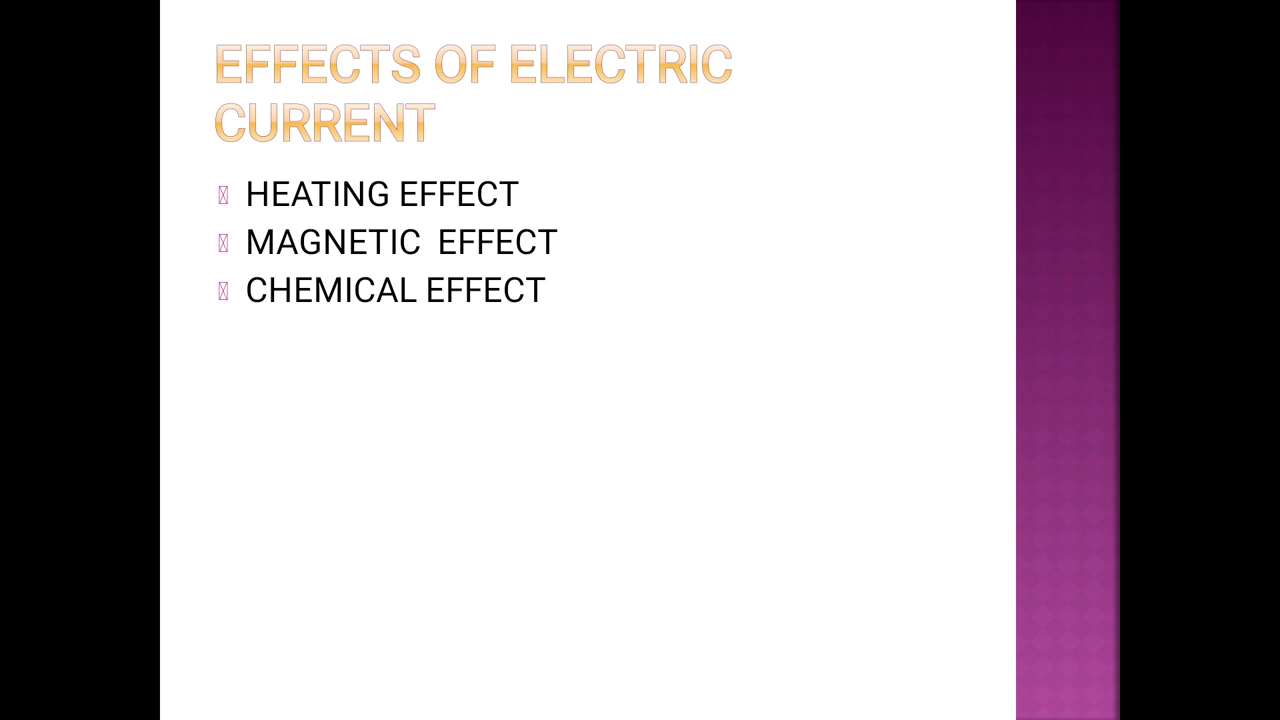 EFFECTS OF ELECTRIC
CURRENT
HEATING EFFECT
MAGNETIC  EFFECT
CHEMICAL EFFECT